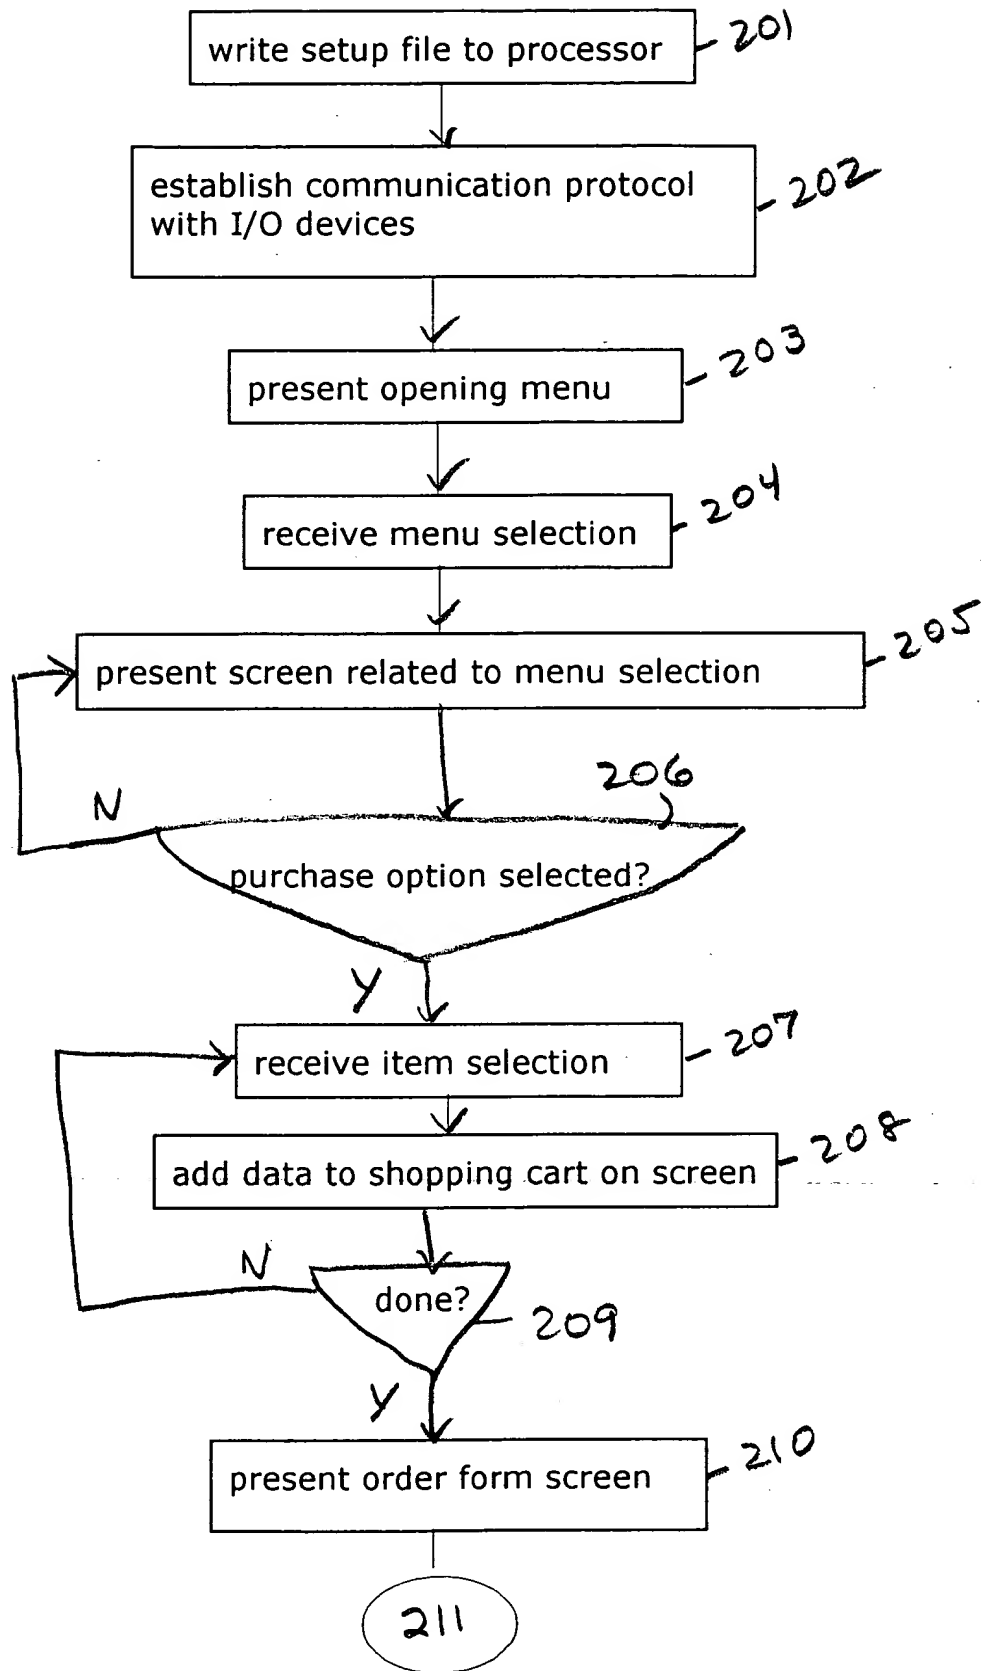 write setup file to processor
201
establish communication protocol
with I/O devices
202
present opening menu
203
receive menu selection
204
present screen related to menu selection
205
206
N
purchase option selected?
Y
receive item selection
207
add data to shopping cart on screen
208
N
done?
209
Y
present order form screen
210
211